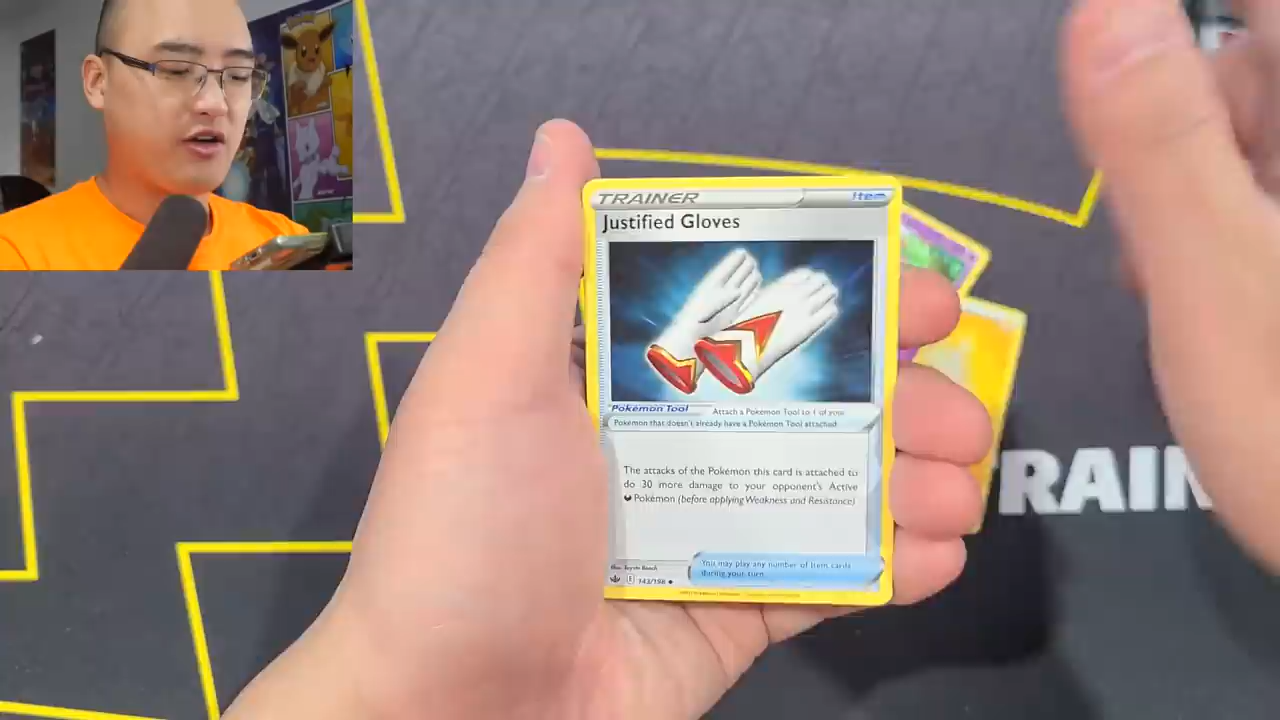 TRAINER
Item
Justified Gloves
Pokémon Tool
Attach a Pokémon Tool to 1 of your
Pokémon that doesn't already have a Pokémon Tool attached.
The attacks of the Pokémon this card is attached to
do 30 more damage to your opponent's Active
Pokémon (before applying Weakness and Resistance).
You may play any number of Item cards
during your turn.
143/198
TRAIN